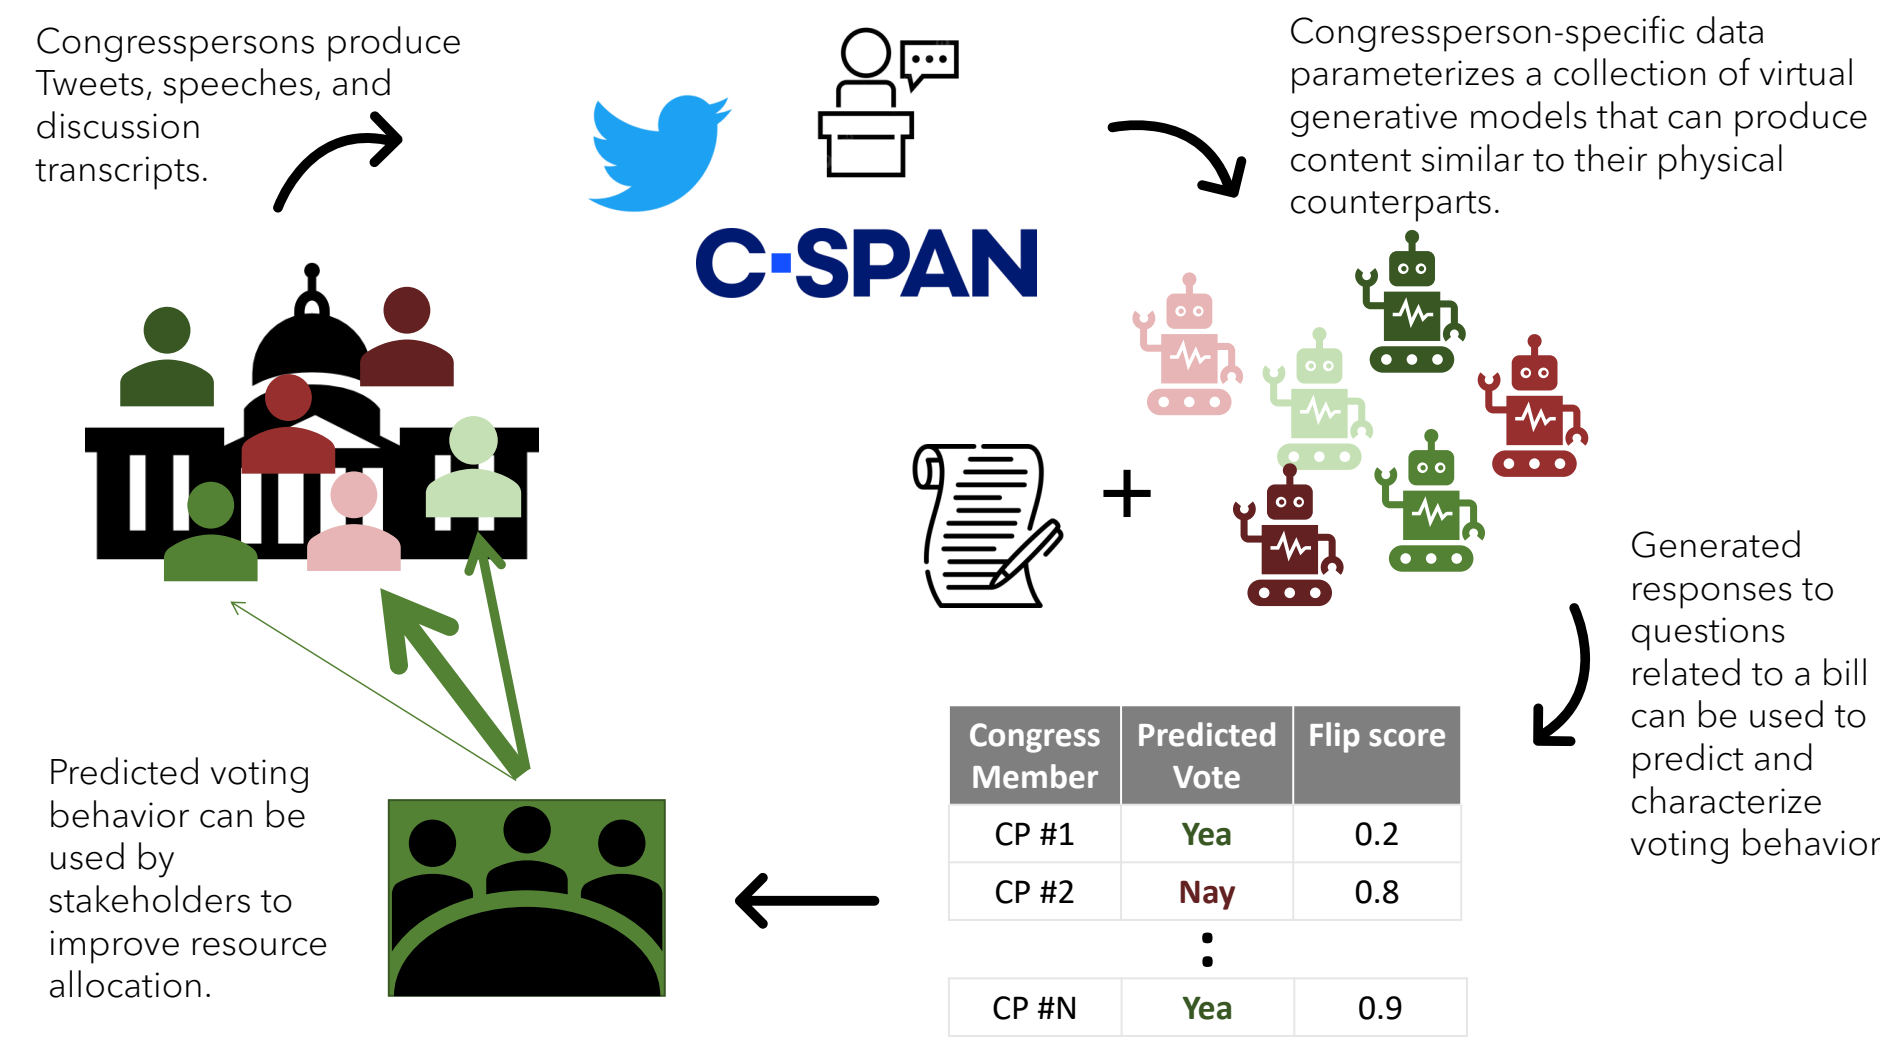 Congresspersons produce
Tweets, speeches, and
discussion
transcripts.
C-SPAN
Congressperson-specific data
parameterizes a collection of virtual
generative models that can produce
content similar to their physical
counterparts.
+
Generated
responses to
questions
related to a bill
can be used to
predict and
characterize
voting behavior
Congress Member Predicted Vote Flip score
CP #1 Yea 0.2
CP #2 Nay 0.8
CP #N Yea 0.9
Predicted voting
behavior can be
used by
stakeholders to
improve resource
allocation.